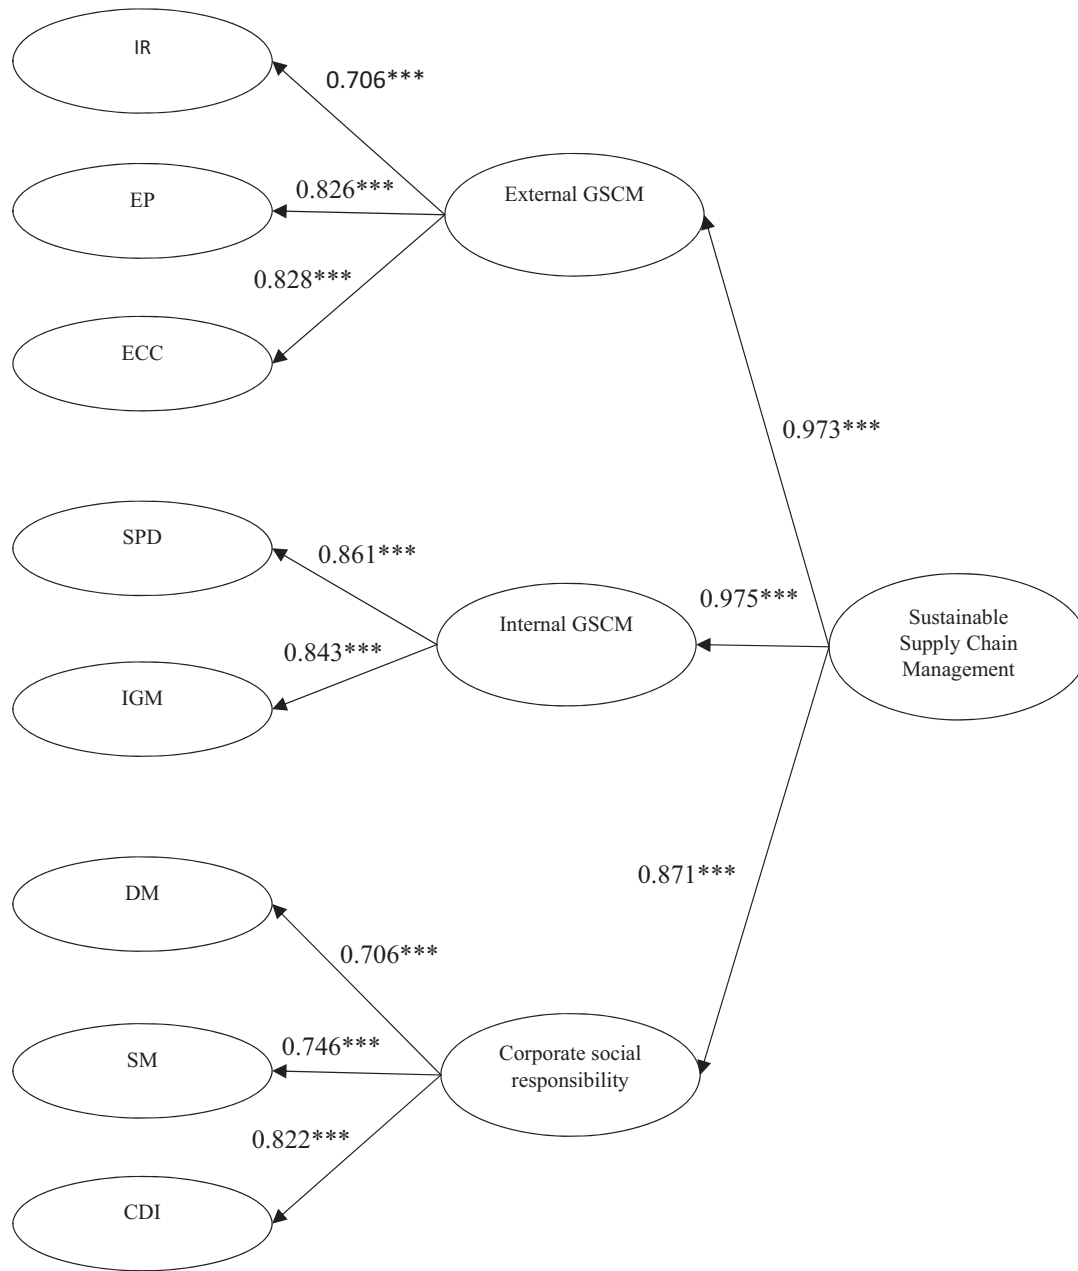 IR
0.706***
EP
0.826***
External GSCM
0.828***
ECC
0.973***
SPD
0.861***
Internal GSCM
0.975***
Sustainable
Supply Chain
Management
0.843***
IGM
DM
0.871***
0.706***
SM
0.746***
Corporate social
responsibility
0.822***
CDI